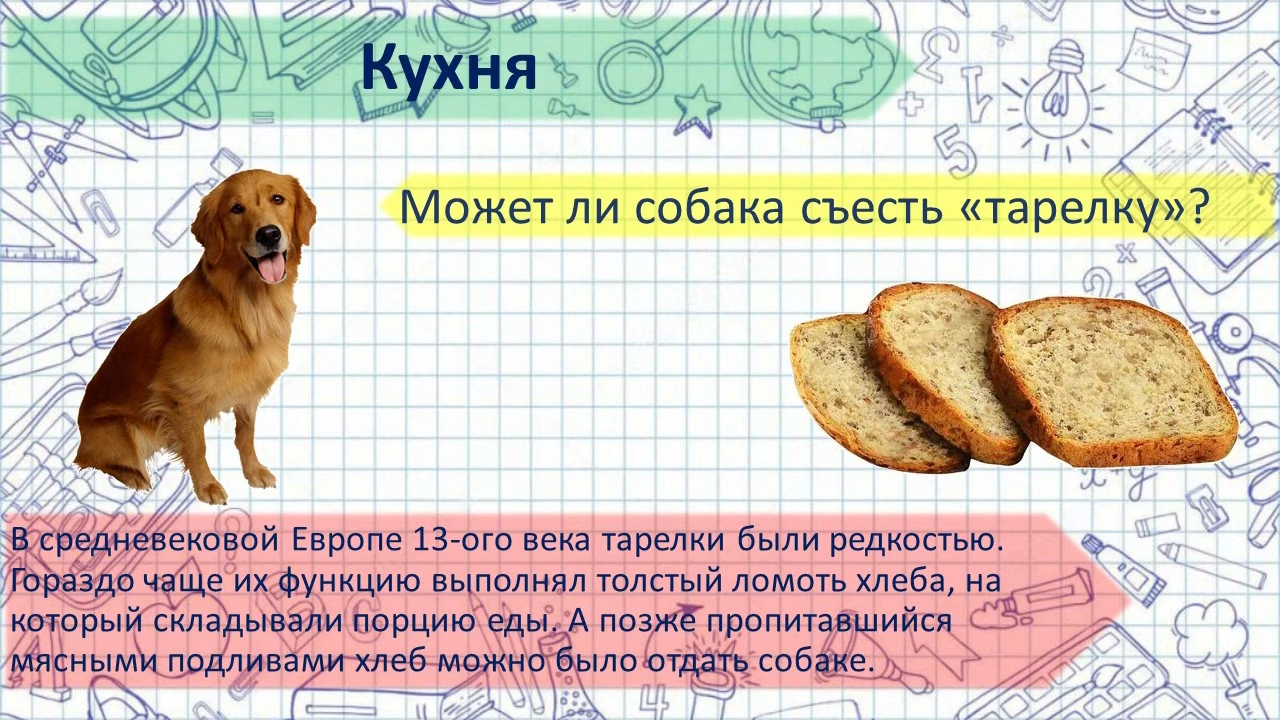 Кухня
Может ли собака съесть «тарелку»?
В средневековой Европе 13-ого века тарелки были редкостью.
Гораздо чаще их функцию выполнял толстый ломоть хлеба, на
который складывали порцию еды. А позже пропитавшийся
мясными подливами хлеб можно было отдать собаке.